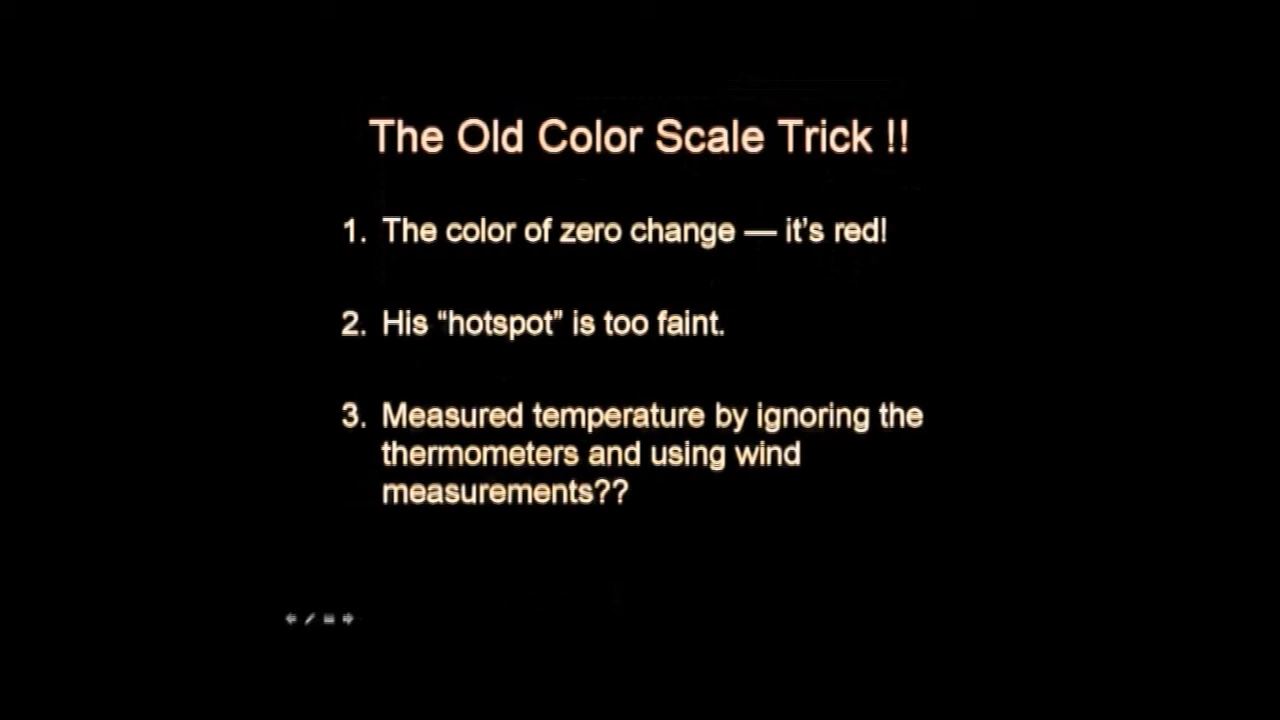 The Old Color Scale Trick !!
1. The color of zero change — it’s red!
2. His “hotspot” is too faint.
3. Measured temperature by ignoring the
thermometers and using wind
measurements??